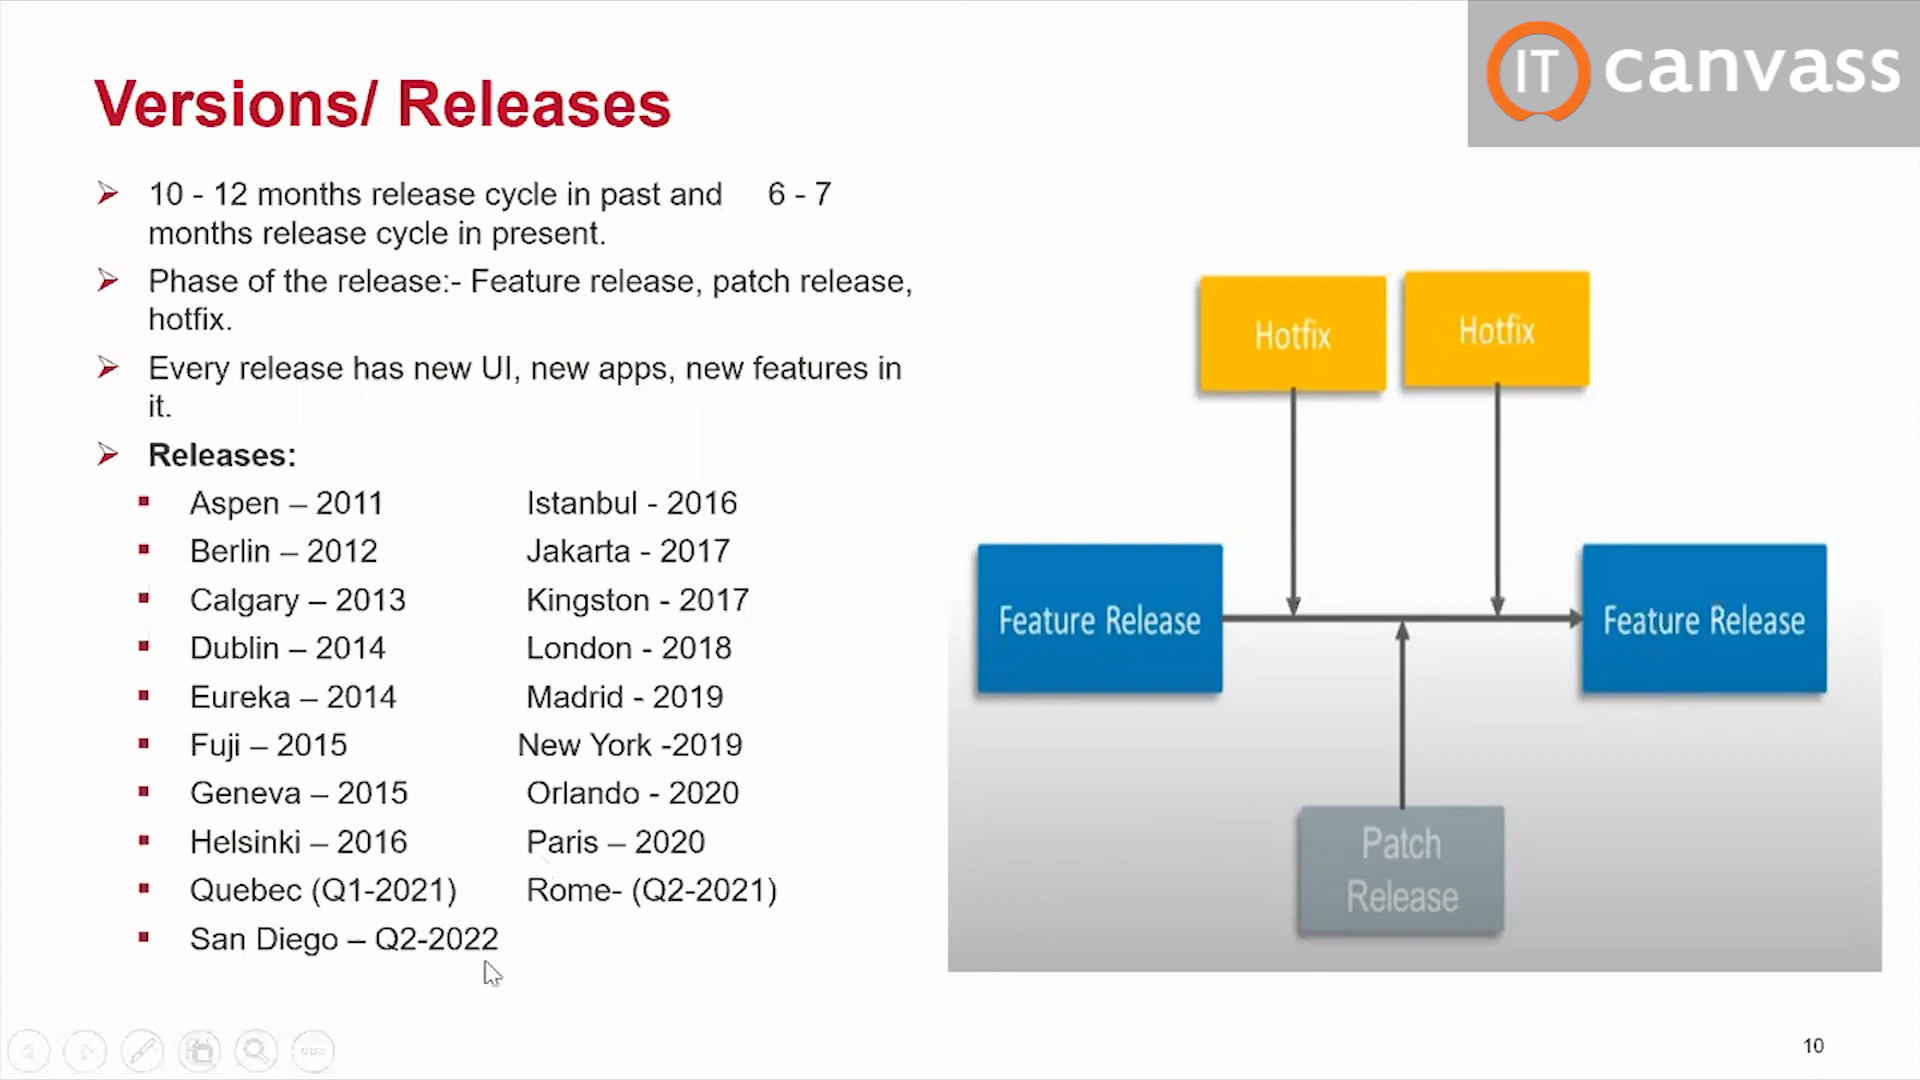 IT canvass
Versions/ Releases
10 - 12 months release cycle in past and 6 - 7
months release cycle in present.
Phase of the release:- Feature release, patch release,
hotfix.
Every release has new UI, new apps, new features in
it.
Releases:
Aspen – 2011 Istanbul - 2016
Berlin – 2012 Jakarta - 2017
Calgary – 2013 Kingston - 2017
Dublin – 2014 London - 2018
Eureka – 2014 Madrid - 2019
Fuji – 2015 New York -2019
Geneva – 2015 Orlando - 2020
Helsinki – 2016 Paris – 2020
Quebec (Q1-2021) Rome- (Q2-2021)
San Diego – Q2-2022
Hotfix
Hotfix
Feature Release
Feature Release
Patch
Release
10